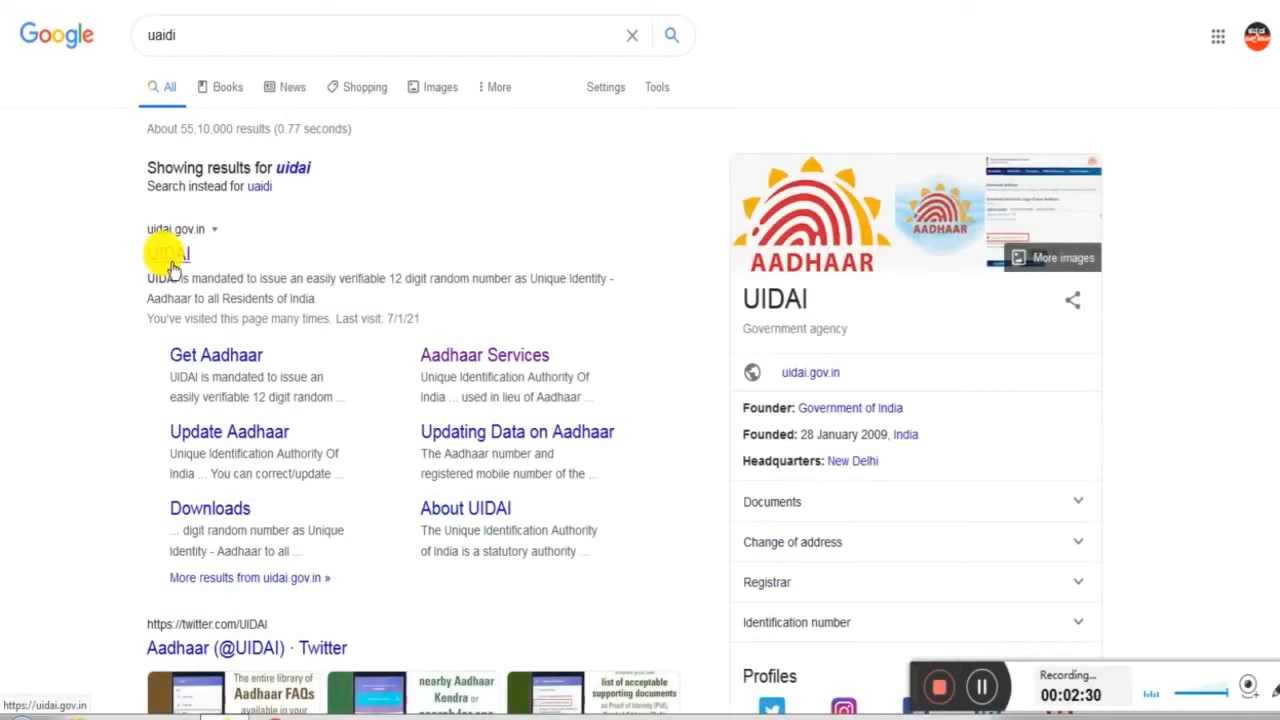 Google
uaidi
All
Books
News
Shopping
Images
More
Settings
Tools
About 55,10,000 results (0.77 seconds)
Showing results for uidai
Search instead for uaidi
uidai.gov.in
UIDAI
UIDAI is mandated to issue an easily verifiable 12 digit random number as Unique Identity -
Aadhaar to all Residents of India.
You've visited this page many times. Last visit: 7/1/21
Get Aadhaar
UIDAI is mandated to issue an
easily verifiable 12 digit random ...
Aadhaar Services
Unique Identification Authority Of
India ... used in lieu of Aadhaar ...
Update Aadhaar
Unique Identification Authority Of
India ... You can correct/update ...
Updating Data on Aadhaar
The Aadhaar number and
registered mobile number of the ...
Downloads
... digit random number as Unique
Identity - Aadhaar to all ...
About UIDAI
The Unique Identification Authority
of India is a statutory authority ...
More results from uidai.gov.in »
https://twitter.com/UIDAI
Aadhaar (@UIDAI) · Twitter
The entire library of
Aadhaar FAQs
available in your
nearby Aadhaar
Kendra or
list of acceptable
supporting documents
AADHAAR
AADHAAR
More images
UIDAI
Government agency
uidai.gov.in
Founder: Government of India
Founded: 28 January 2009, India
Headquarters: New Delhi
Documents
Change of address
Registrar
Identification number
Profiles
Recording...
00:02:30
https://uidai.gov.in